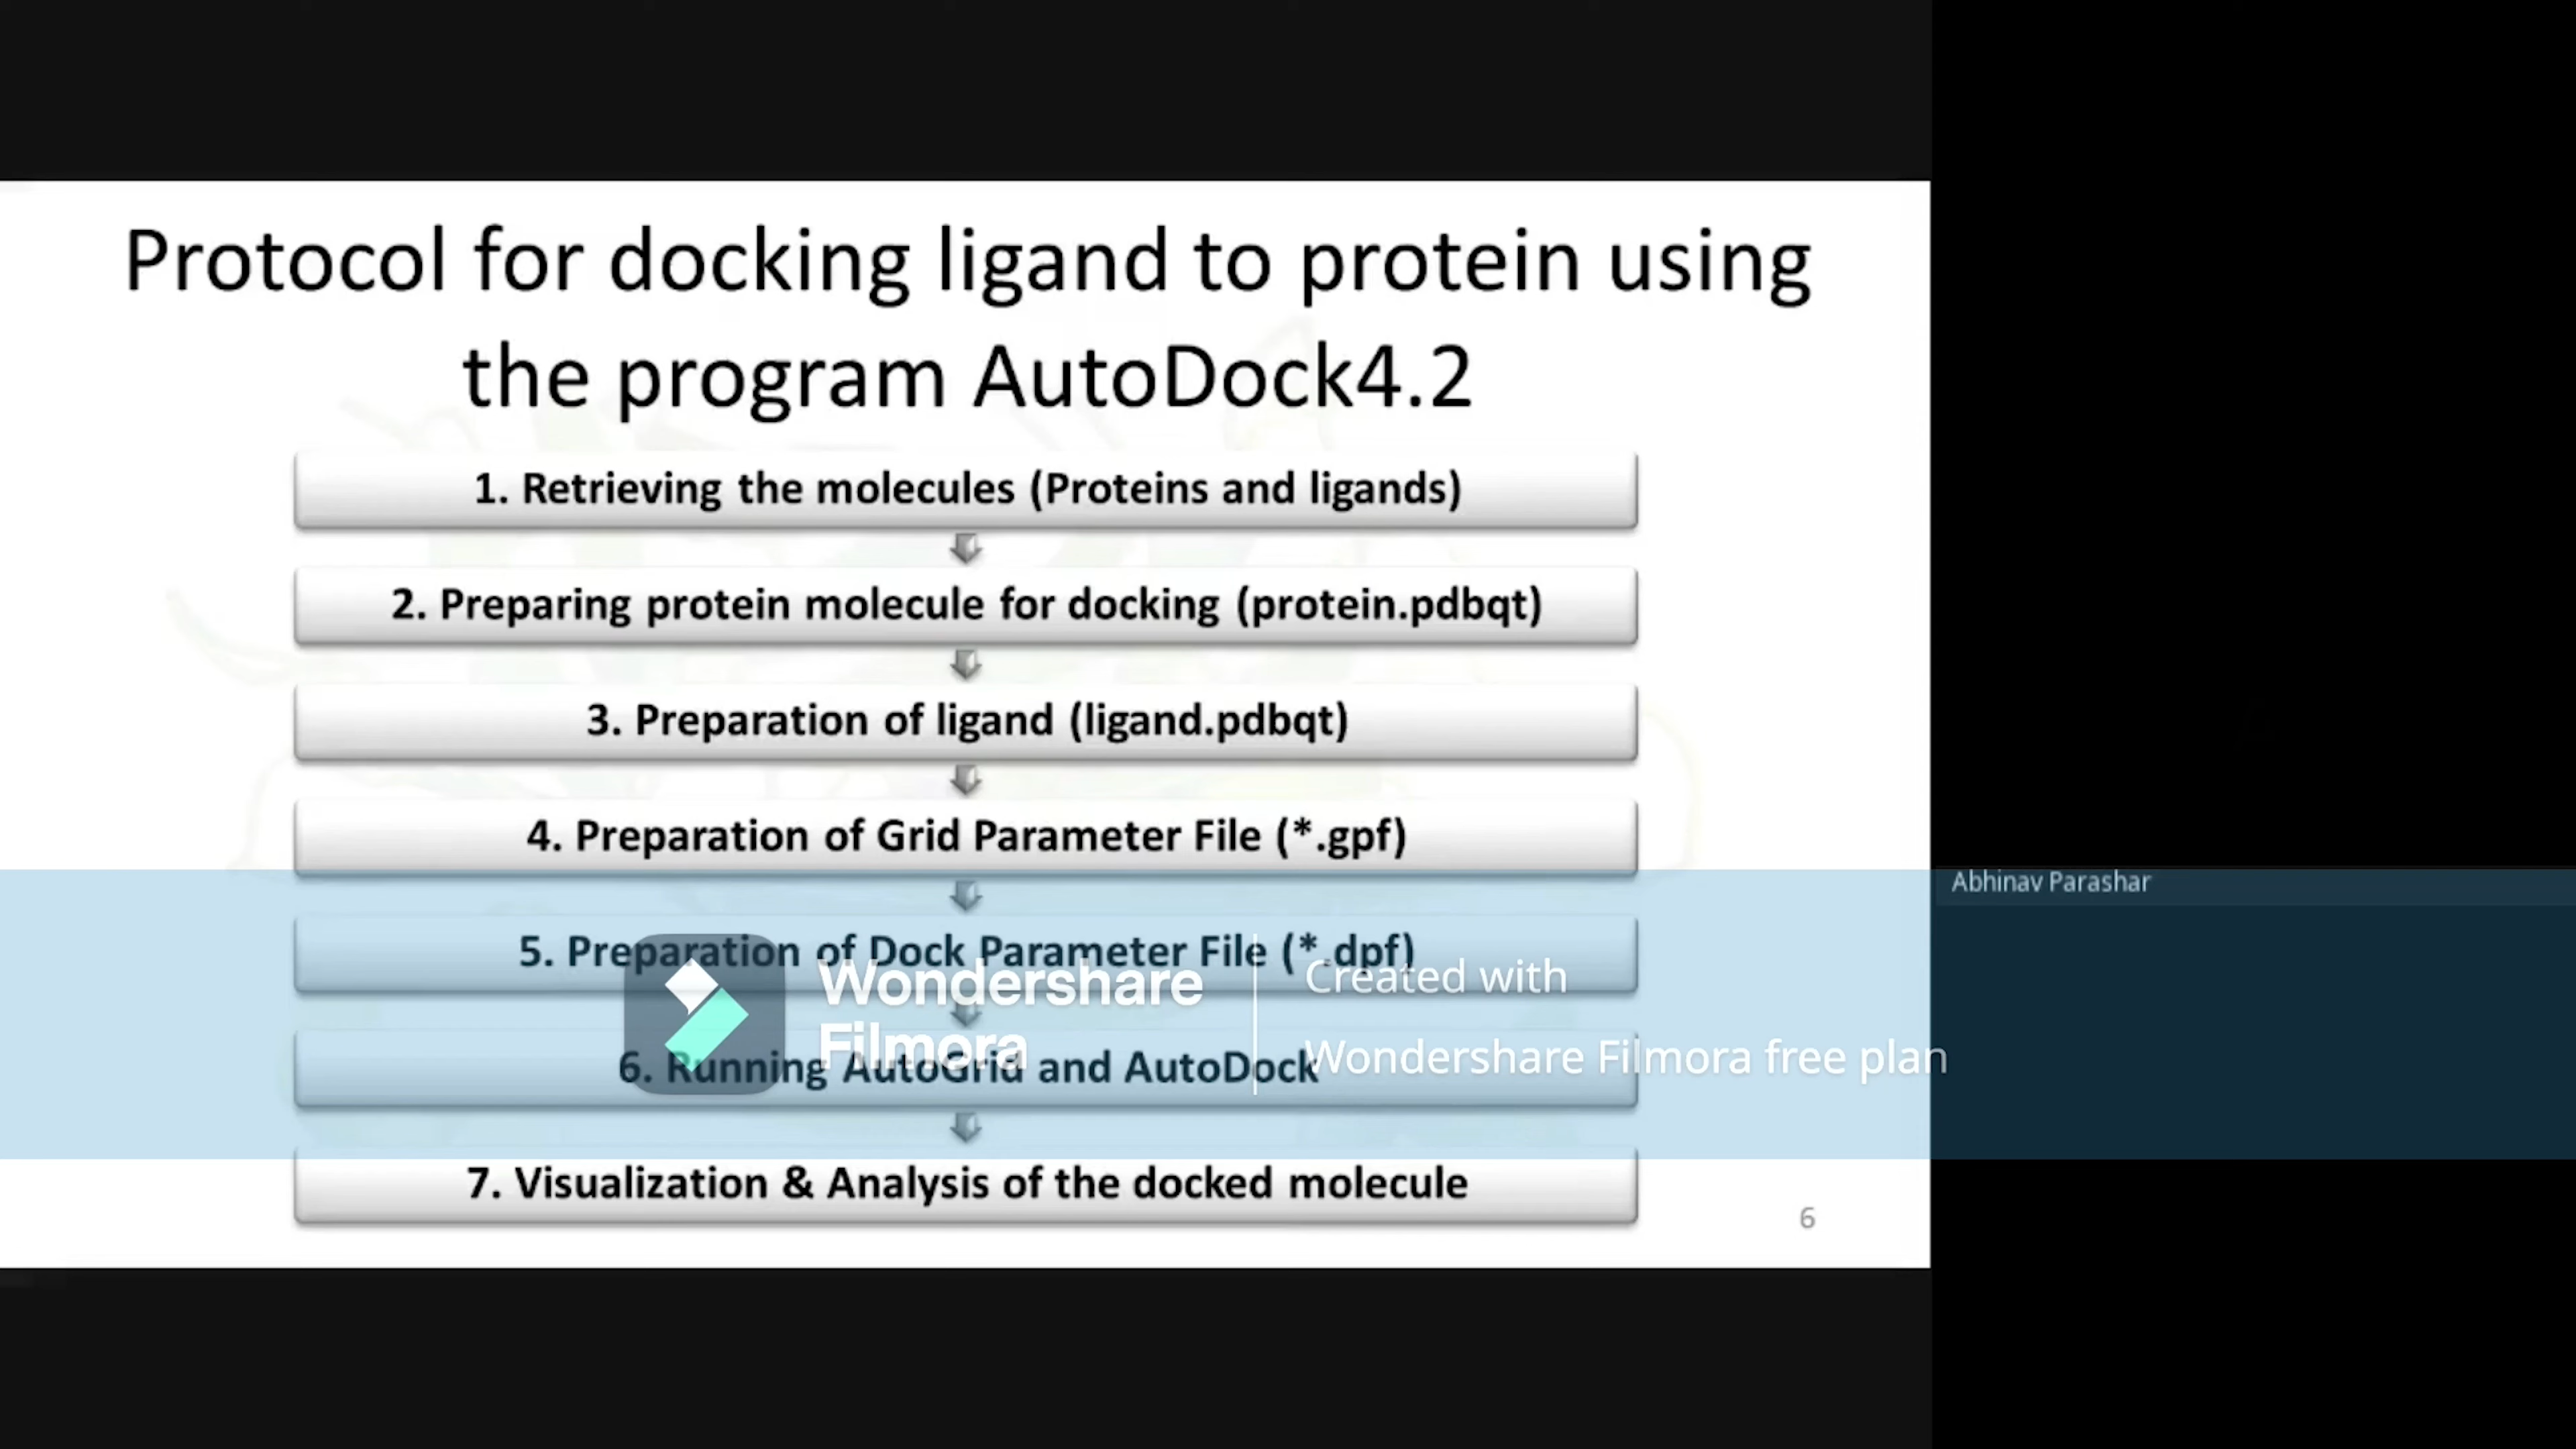 Protocol for docking ligand to protein using
the program AutoDock4.2
1. Retrieving the molecules (Proteins and ligands)
2. Preparing protein molecule for docking (protein.pdbqt)
3. Preparation of ligand (ligand.pdbqt)
4. Preparation of Grid Parameter File (*.gpf)
Abhinav Parashar
5. Preparation of Dock Parameter File (*.dpf)
Wondershare
Filmora
Created with
Wondershare Filmora free plan
6. Running AutoGrid and AutoDock
7. Visualization & Analysis of the docked molecule
6